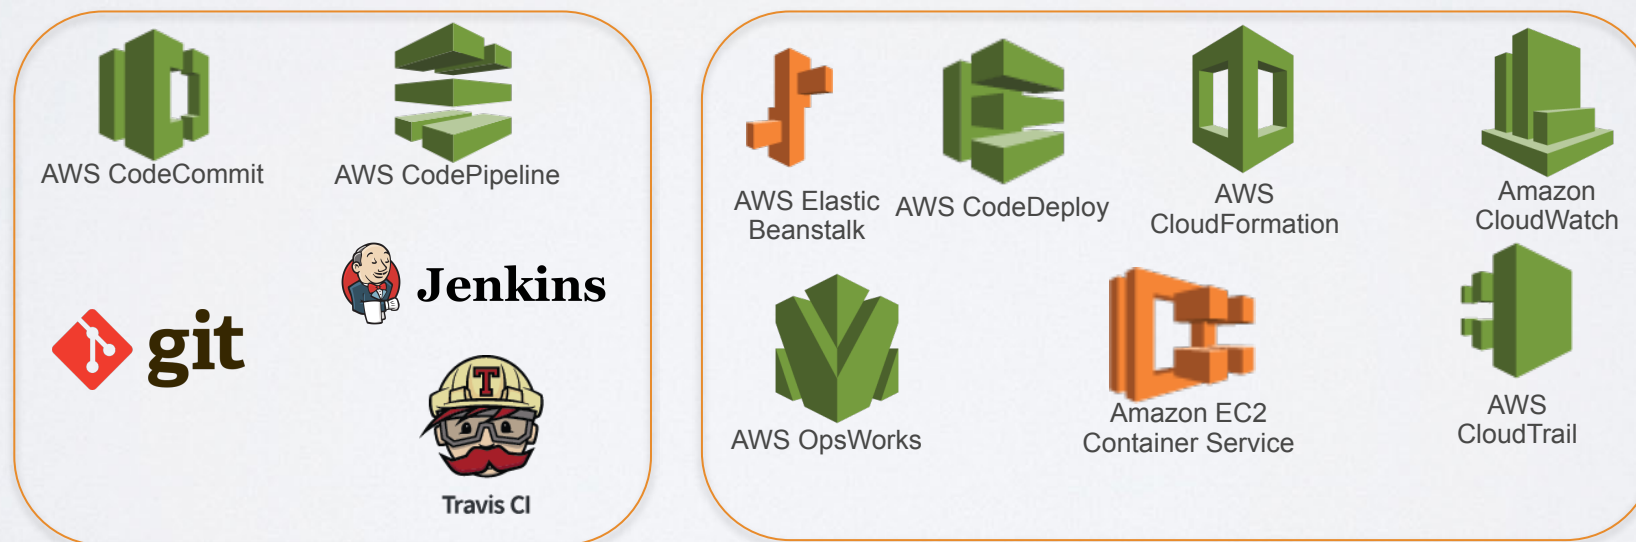 AWS CodeCommit
AWS CodePipeline
git
Jenkins
T
Travis CI
AWS Elastic
Beanstalk
AWS CodeDeploy
AWS
CloudFormation
Amazon
CloudWatch
AWS OpsWorks
Amazon EC2
Container Service
AWS
CloudTrail